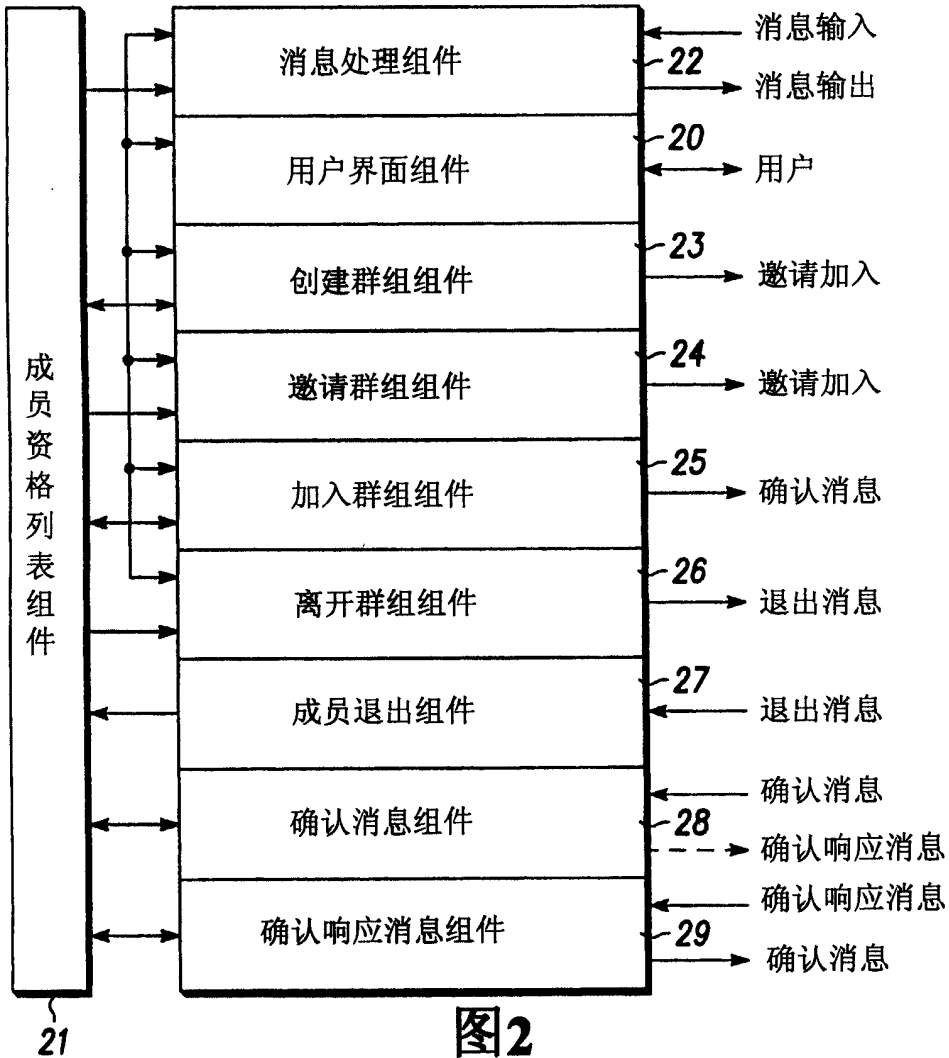 消息处理组件
22
消息输入
消息输出
用户界面组件
20
用户
创建群组组件
23
邀请加入
邀请群组组件
24
邀请加入
加入群组组件
25
确认消息
离开群组组件
26
退出消息
成员退出组件
27
退出消息
确认消息组件
28
确认消息
确认响应消息
确认响应消息组件
29
确认响应消息
确认消息
成员资格列表组件
21
图2